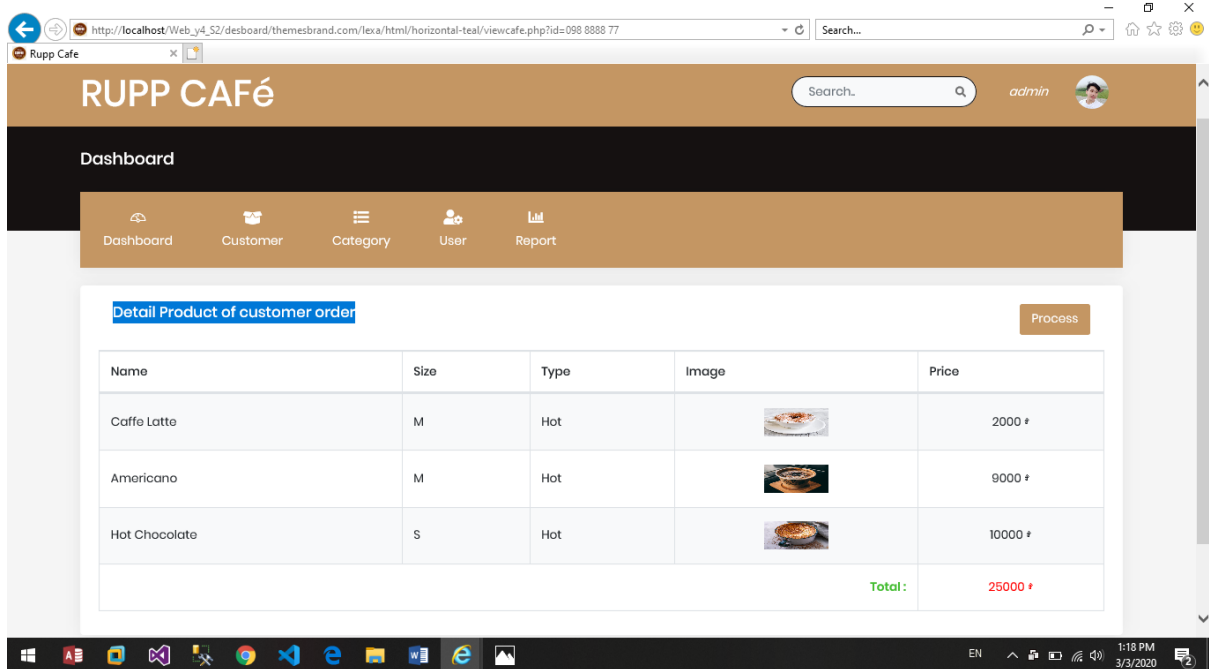 http://localhost/Web_y4_S2/desboard/themesbrand.com/lexa/html/horizontal-teal/viewcafe.php?id=098 8888 77
Search...
Rupp Cafe
RUPP CAFé
Search..
admin
Dashboard
Dashboard Customer Category User Report
Detail Product of customer order
Process
Name Size Type Image Price
Caffe Latte M Hot 2000 ៛
Americano M Hot 9000 ៛
Hot Chocolate S Hot 10000 ៛
Total : 25000 ៛
EN
1:18 PM
3/3/2020